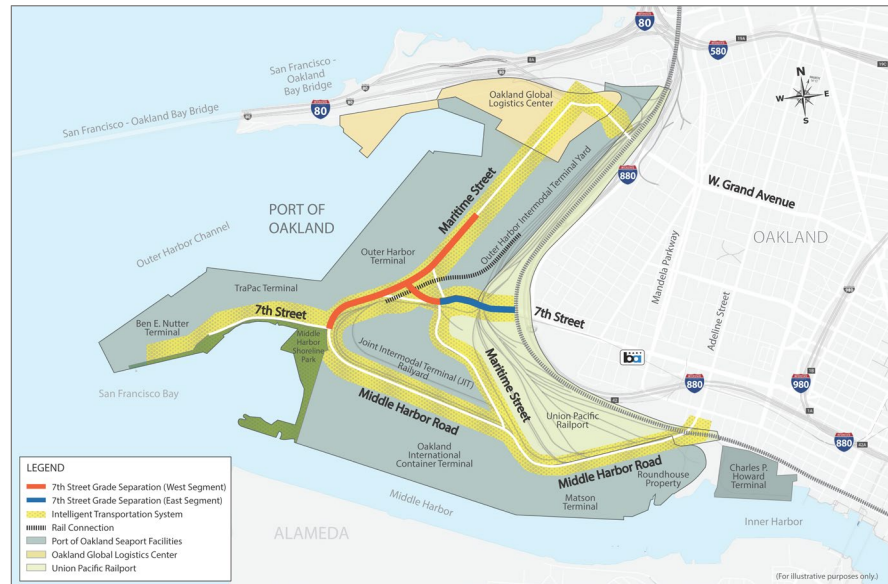 80
580
San Francisco -
Oakland
Bay Bridge
80
San Francisco - Oakland Bay Bridge
Oakland Global
Logistics Center
N
W
E
S
880
Maritime Street
Outer Harbor Intermodal Terminal Yard
W. Grand Avenue
PORT OF
OAKLAND
OAKLAND
Outer Harbor Channel
Outer Harbor
Terminal
Mandela Parkway
Adeline Street
TraPac Terminal
7th Street
7th Street
Ben E. Nutter
Terminal
Middle
Harbor
Shoreline
Park
Joint Intermodal Terminal (JIT)
Railyard
Maritime Street
ba
San Francisco Bay
880
980
Middle Harbor Road
Union Pacific
Railport
880
Oakland
International
Container Terminal
Middle Harbor Road
Roundhouse
Property
Charles P.
Howard
Terminal
Matson
Terminal
Middle Harbor
Inner Harbor
ALAMEDA
LEGEND
7th Street Grade Separation (West Segment)
7th Street Grade Separation (East Segment)
Intelligent Transportation System
Rail Connection
Port of Oakland Seaport Facilities
Oakland Global Logistics Center
Union Pacific Railport
(For illustrative purposes only.)